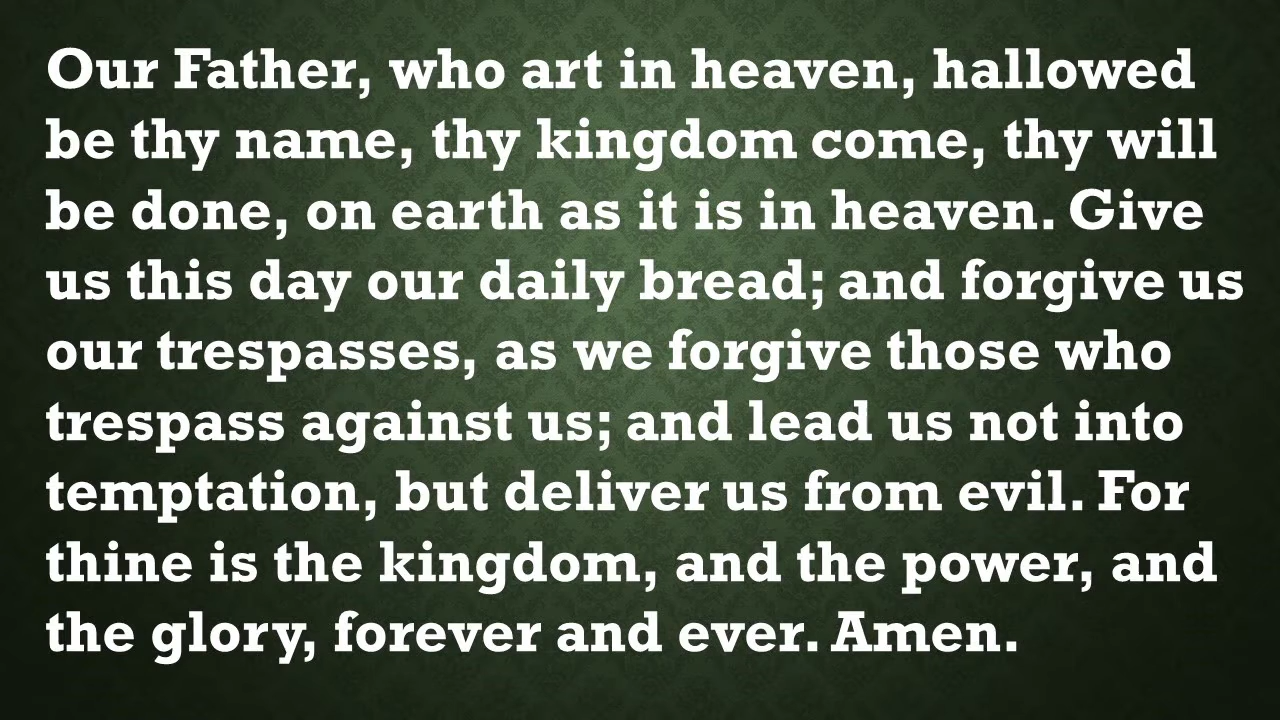 Our Father, who art in heaven, hallowed
be thy name, thy kingdom come, thy will
be done, on earth as it is in heaven. Give
us this day our daily bread; and forgive us
our trespasses, as we forgive those who
trespass against us; and lead us not into
temptation, but deliver us from evil. For
thine is the kingdom, and the power, and
the glory, forever and ever. Amen.